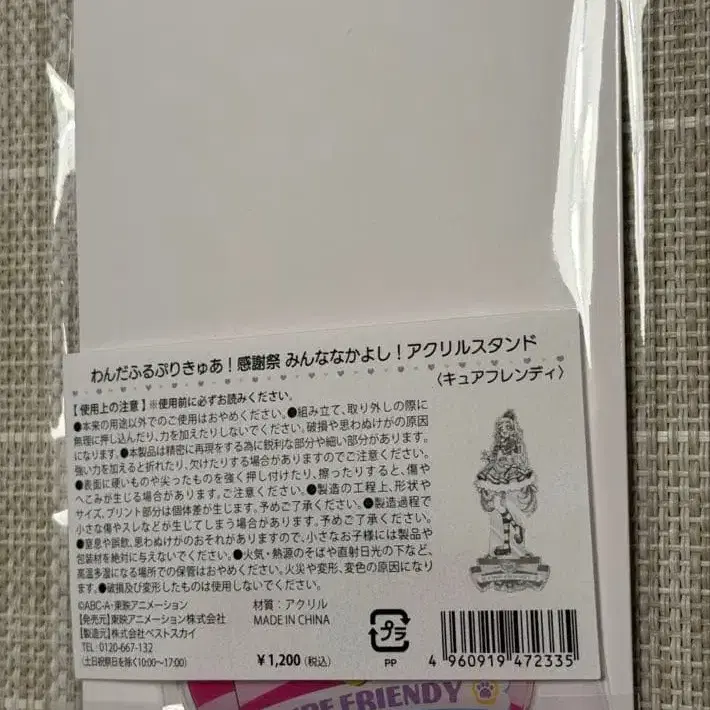 わんだふるぷりきゅあ！感謝祭 みんななかよし！アクリルスタンド
〈キュアフレンディ〉
【使用上の注意】※使用前に必ずお読みください。
●本来の用途以外でのご使用はおやめください。●組み立て、取り外しの際に
無理に押し込んだり、力を加えたりしないでください。破損や思わぬけがの原因
になります。●本製品は精密に再現をする為に鋭利な部分や細い部分があります。
強い力を加えると折れたり、欠けたりする場合がありますのでご注意ください。
●表面に硬いものや尖ったものを強く押し付けたり、擦ったりすると、傷や
へこみが生じる場合があります。ご注意ください。●製造の工程上、形状や
サイズ、プリント部分は個体差が生じます。予めご了承ください。●製造過程で
小さな傷やスレなどが生じてしまう場合があります。予めご了承ください。
●窒息や誤飲、思わぬけがのおそれがありますので、小さなお子様には製品や
包装材を絶対に与えないでください。●火気・熱源のそばや直射日光の下など、
高温多湿になる場所での保管はおやめください。火災や変形、変色の原因になり
ます。●破損及び変形したものは使用しないでください。
©ABC-A・東映アニメーション
【発売元】東映アニメーション株式会社
【製造元】株式会社ベストスカイ
TEL: 0120-667-132
(土日祝祭日を除く10:00〜17:00)
材質：アクリル
MADE IN CHINA
￥1,200（税込）
プラ
PP
4 960919 472335
URE FRIENDY